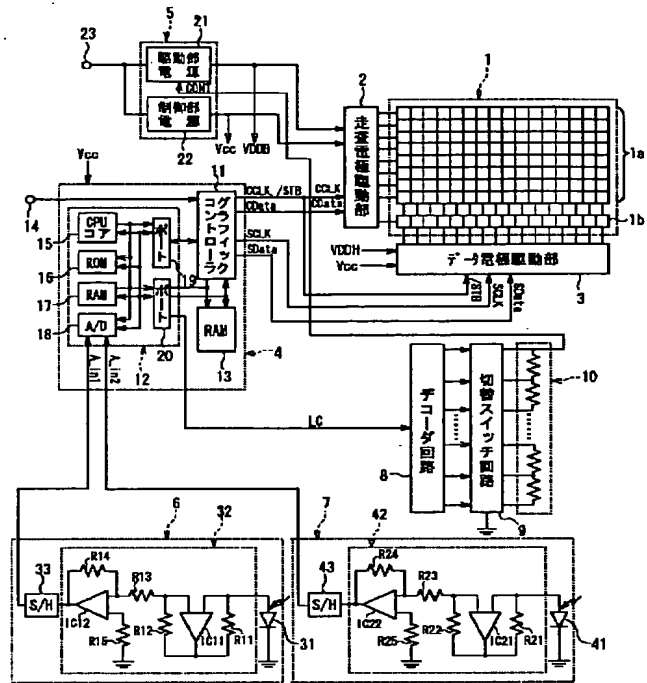 23
5
21
駆動部
電源
CONT
制御部
電源
22
Vcc
VDDB
2
走査電極駆動部
1
1a
1b
Vcc
14
11
グラフィックコントローラ
CCLK /STB
CCLK
CData
CData
SCLK
SData
VDDH
Vcc
データ電極駆動部
3
/STB
SCLK
SData
CPU
コア
15
ROM
16
RAM
17
A/D
18
ポート
19
ポート
20
RAM
13
12
4
A_in1
A_in2
LC
デコーダ回路
8
切替スイッチ回路
9
10
6
32
33
S/H
R14
R13
IC12
R15
R12
IC11
R11
31
7
42
43
S/H
R24
R23
IC22
R25
R22
IC21
R21
41